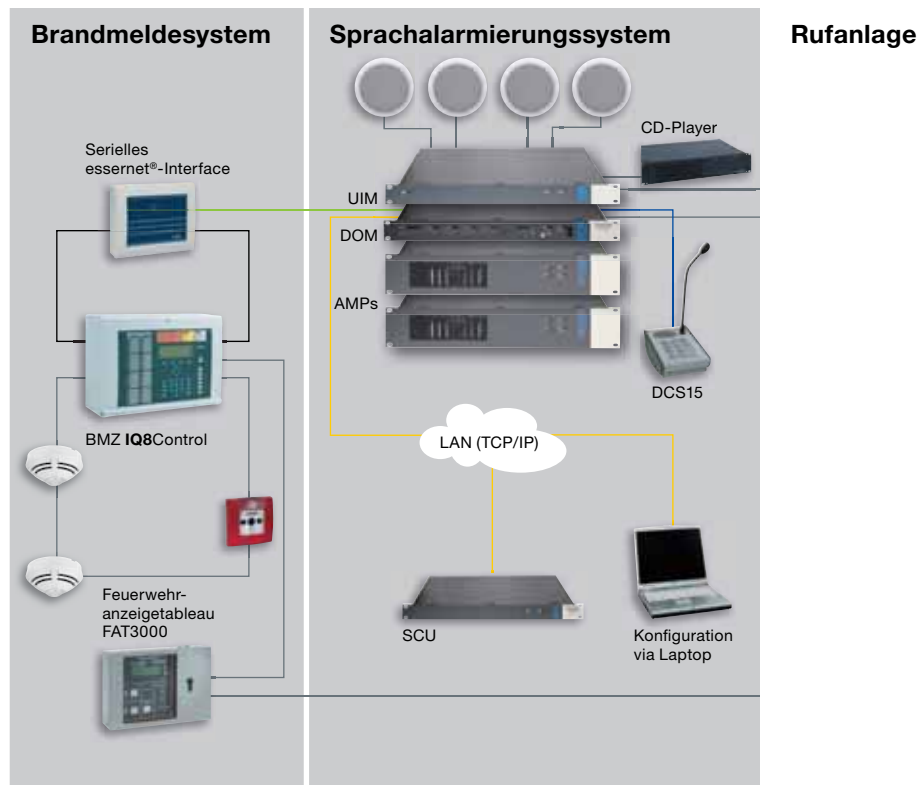 Brandmeldesystem
Sprachalarmierungssystem
Rufanlage
CD-Player
Serielles
essernet®-Interface
UIM
DOM
AMPs
DCS15
BMZ IQ8Control
LAN (TCP/IP)
Feuerwehr-
anzeigetableau
FAT3000
SCU
Konfiguration
via Laptop